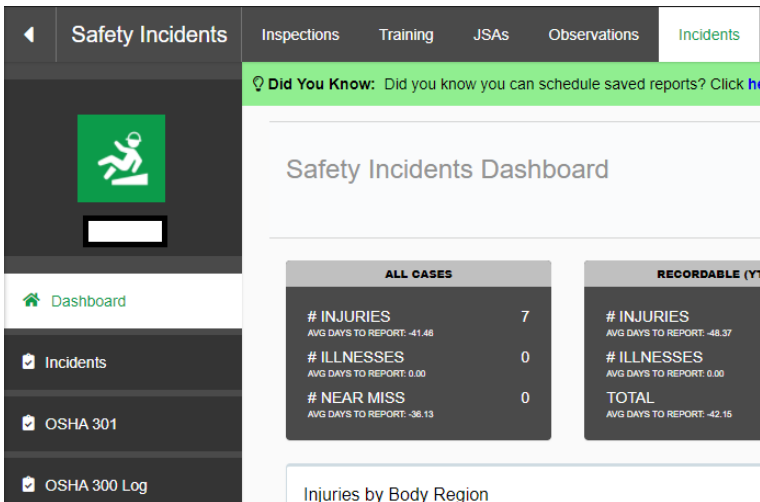 Safety Incidents
Inspections
Training
JSAs
Observations
Incidents
Did You Know: Did you know you can schedule saved reports? Click
Safety Incidents Dashboard
Dashboard
Incidents
OSHA 301
OSHA 300 Log
ALL CASES
# INJURIES 7
AVG DAYS TO REPORT: -41.46
# ILLNESSES 0
AVG DAYS TO REPORT: 0.00
# NEAR MISS 0
AVG DAYS TO REPORT: -36.13
RECORDABLE (YT
# INJURIES
AVG DAYS TO REPORT: -48.37
# ILLNESSES
AVG DAYS TO REPORT: 0.00
TOTAL
AVG DAYS TO REPORT: -42.15
Injuries by Body Region